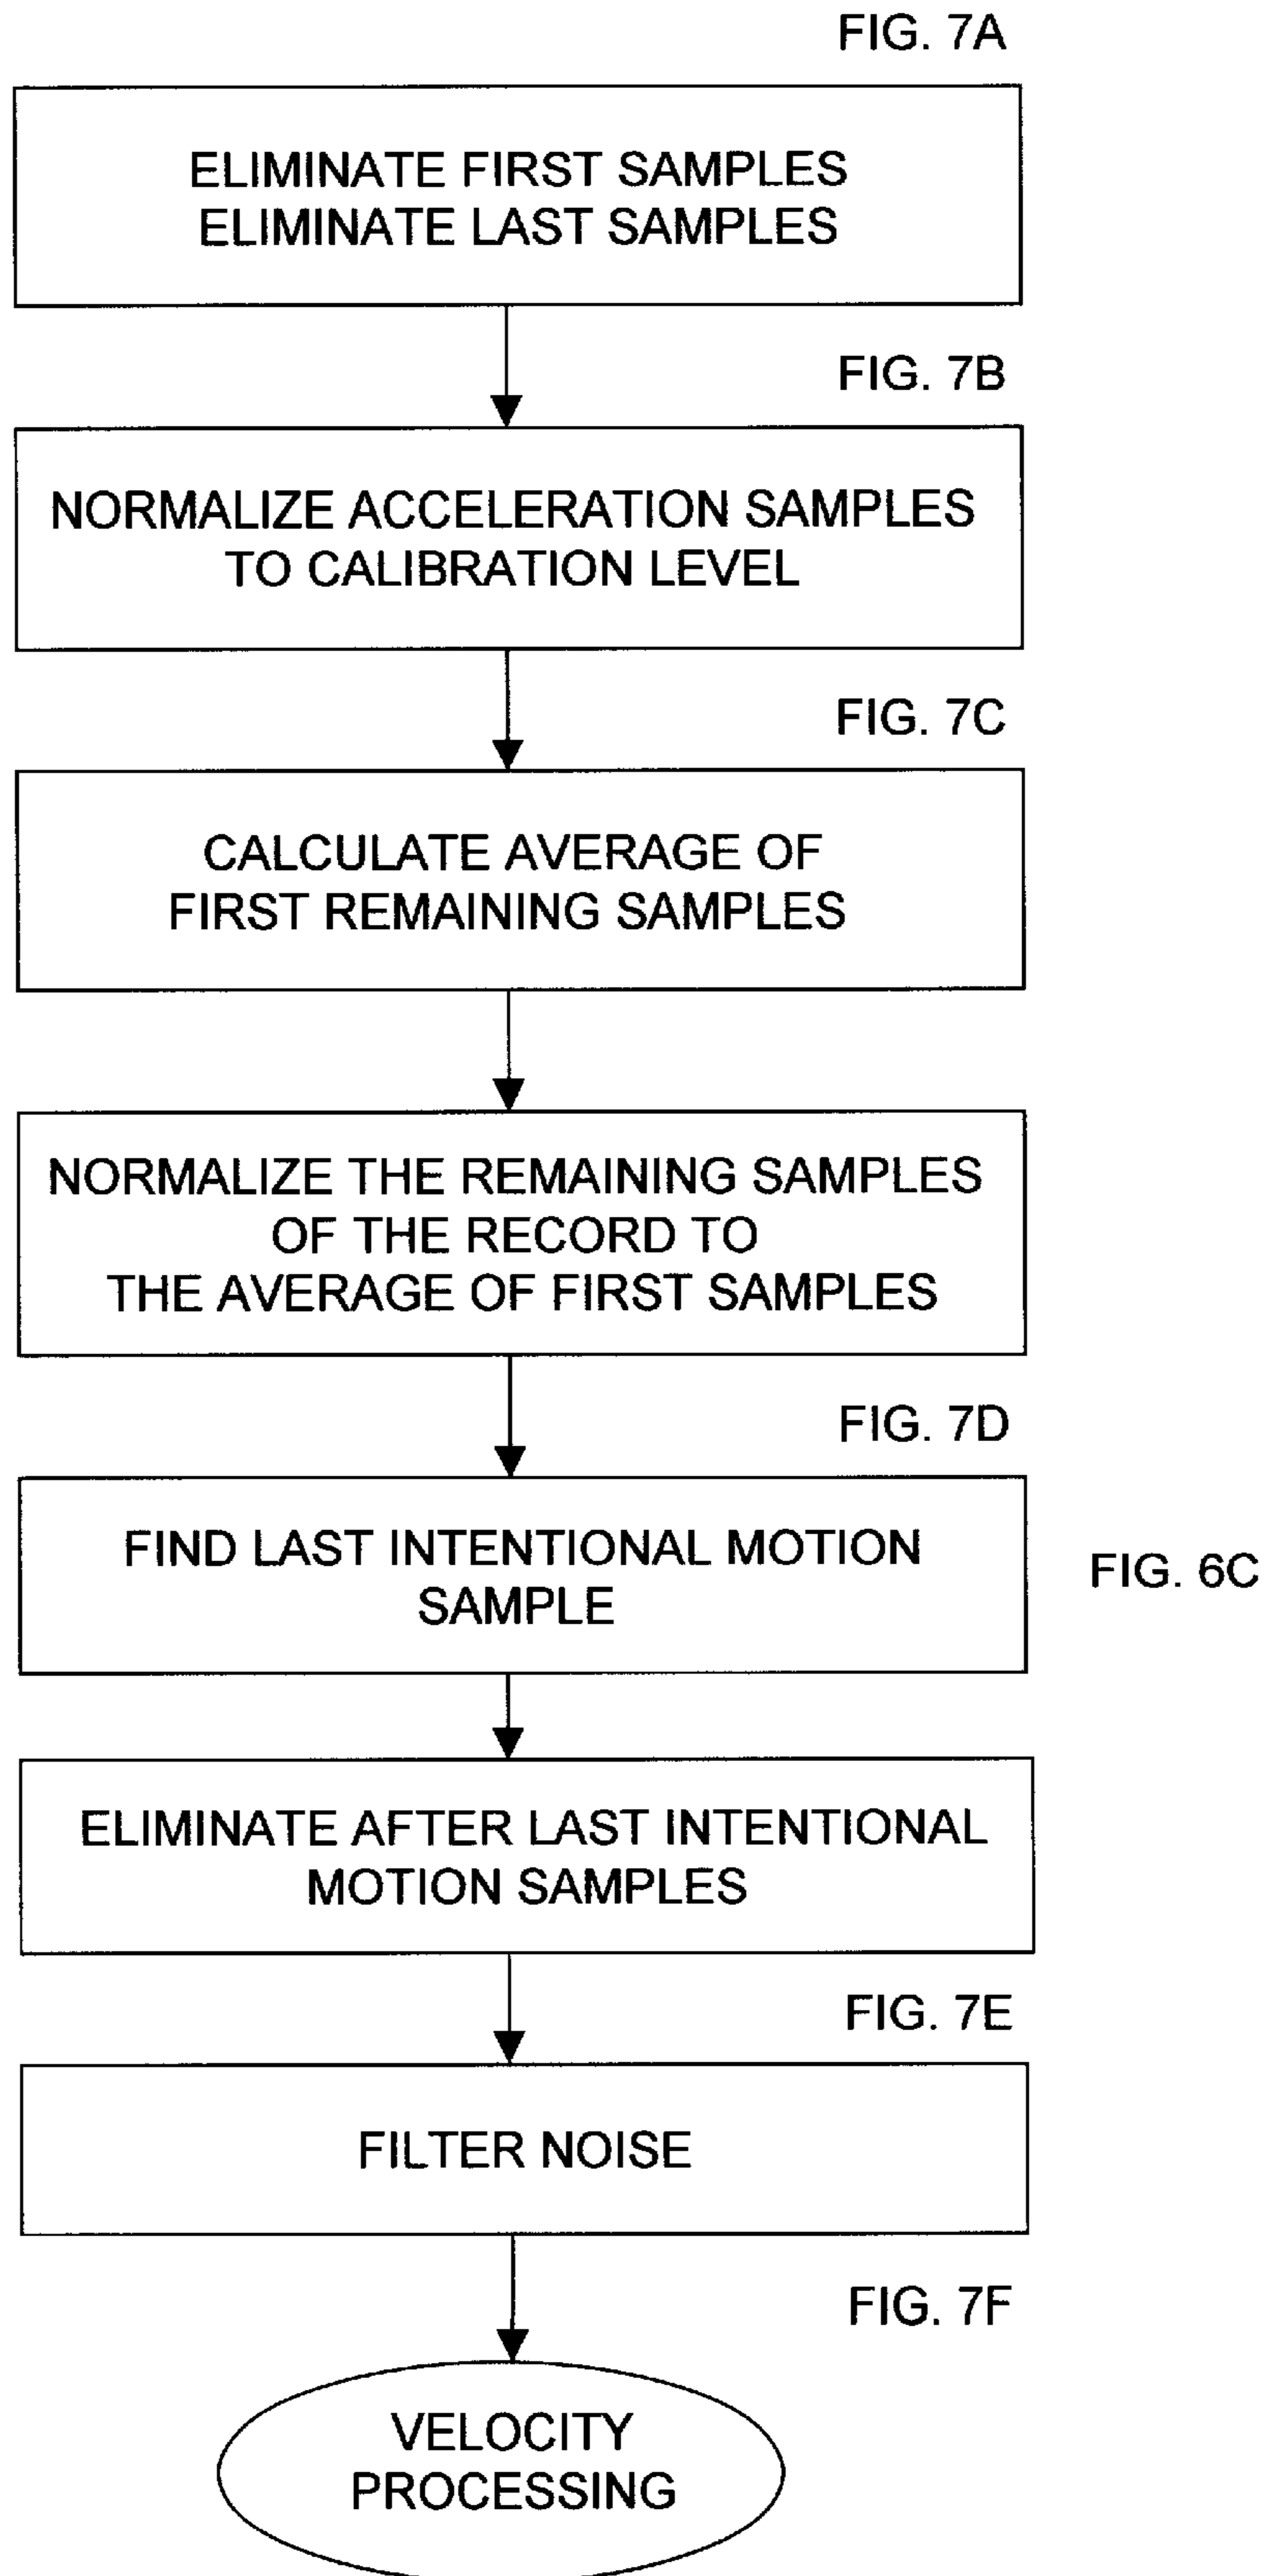 FIG. 7A
ELIMINATE FIRST SAMPLES
ELIMINATE LAST SAMPLES
FIG. 7B
NORMALIZE ACCELERATION SAMPLES
TO CALIBRATION LEVEL
FIG. 7C
CALCULATE AVERAGE OF
FIRST REMAINING SAMPLES
NORMALIZE THE REMAINING SAMPLES
OF THE RECORD TO
THE AVERAGE OF FIRST SAMPLES
FIG. 7D
FIND LAST INTENTIONAL MOTION
SAMPLE
FIG. 6C
ELIMINATE AFTER LAST INTENTIONAL
MOTION SAMPLES
FIG. 7E
FILTER NOISE
FIG. 7F
VELOCITY
PROCESSING